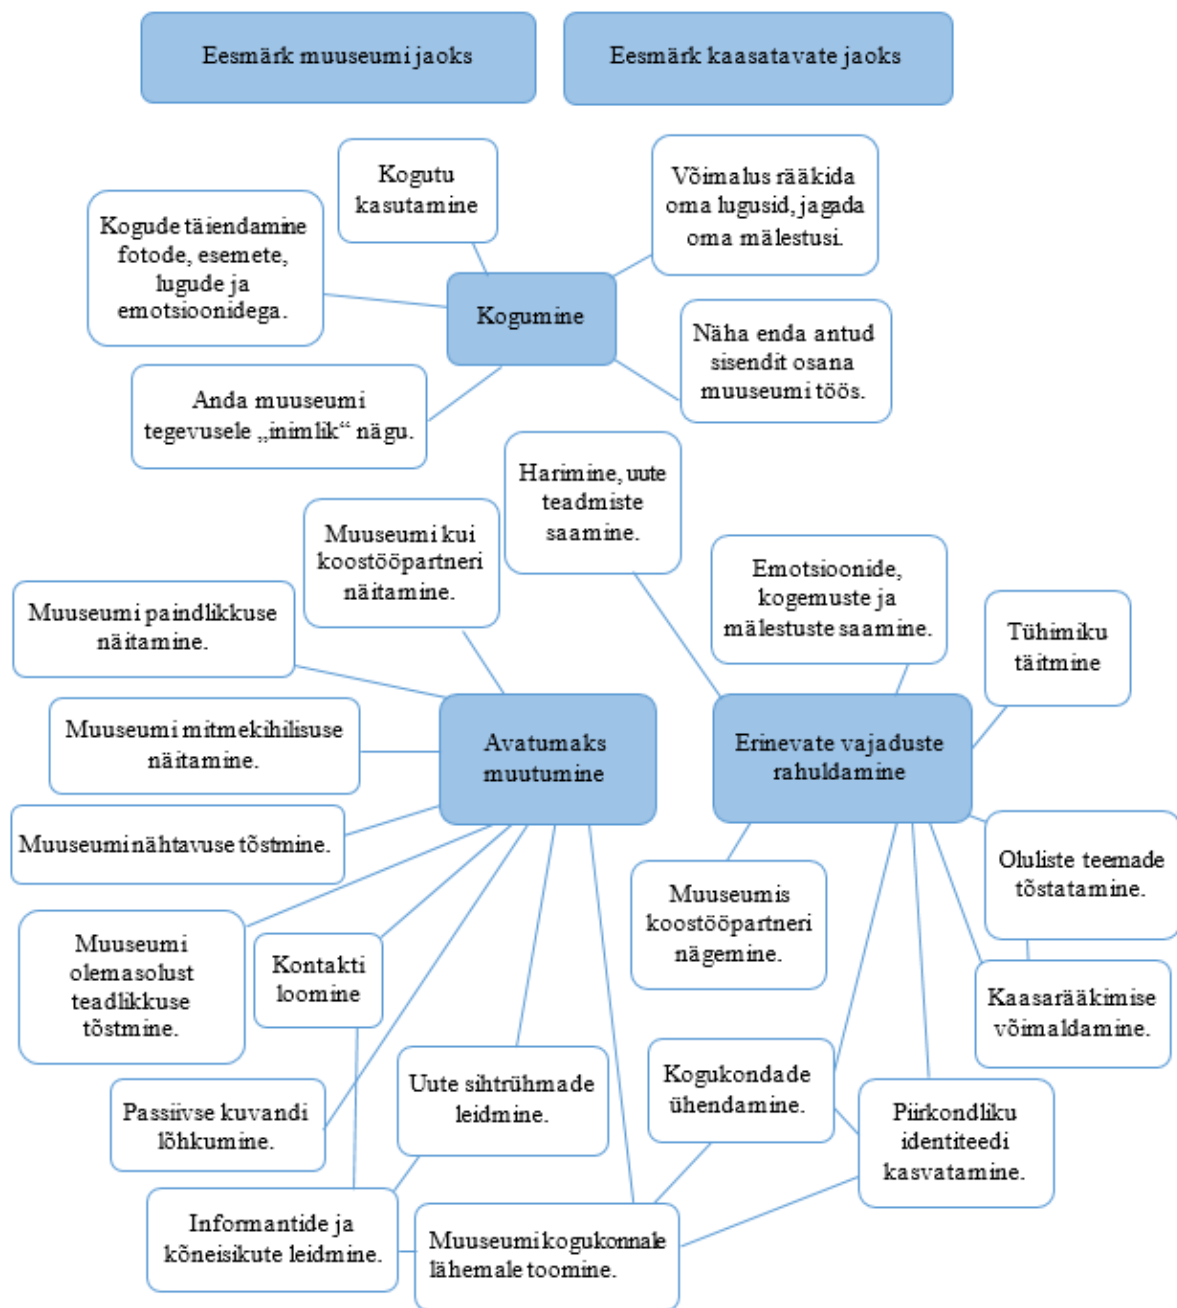 Eesmärk muuseumi jaoks
Eesmärk kaasatavate jaoks
Kogutu
kasutamine
Võimalus rääkida
oma lugusid, jagada
oma mälestusi.
Kogude täiendamine
fotode, esemete,
lugude ja
emotsioonidega.
Kogumine
Näha enda antud
sisendit osana
muuseumi töös.
Anda muuseumi
tegevusele „inimlik“ nägu.
Harimine, uute
teadmiste
saamine.
Muuseumi kui
koostööpartneri
näitamine.
Emotsioonide,
kogemuste ja
mälestuste saamine.
Muuseumi paindlikkuse
näitamine.
Tühimiku
täitmine
Muuseumi mitmekihilisuse
näitamine.
Avatumaks
muutumine
Erinevate vajaduste
rahuldamine
Muuseumi nähtavuse tõstmine.
Oluliste teemade
tõstatamine.
Muuseumis
koostööpartneri
nägemine.
Muuseumi
olemasolust
teadlikkuse
tõstmine.
Kontakti
loomine
Kaasarääkimise
võimaldamine.
Uute sihtrühmade
leidmine.
Kogukondade
ühendamine.
Passiivse kuvandi
lõhkumine.
Piirkondliku
identiteedi
kasvatamine.
Informantide ja
kõneisikute leidmine.
Muuseumi kogukonnale
lähemale toomine.